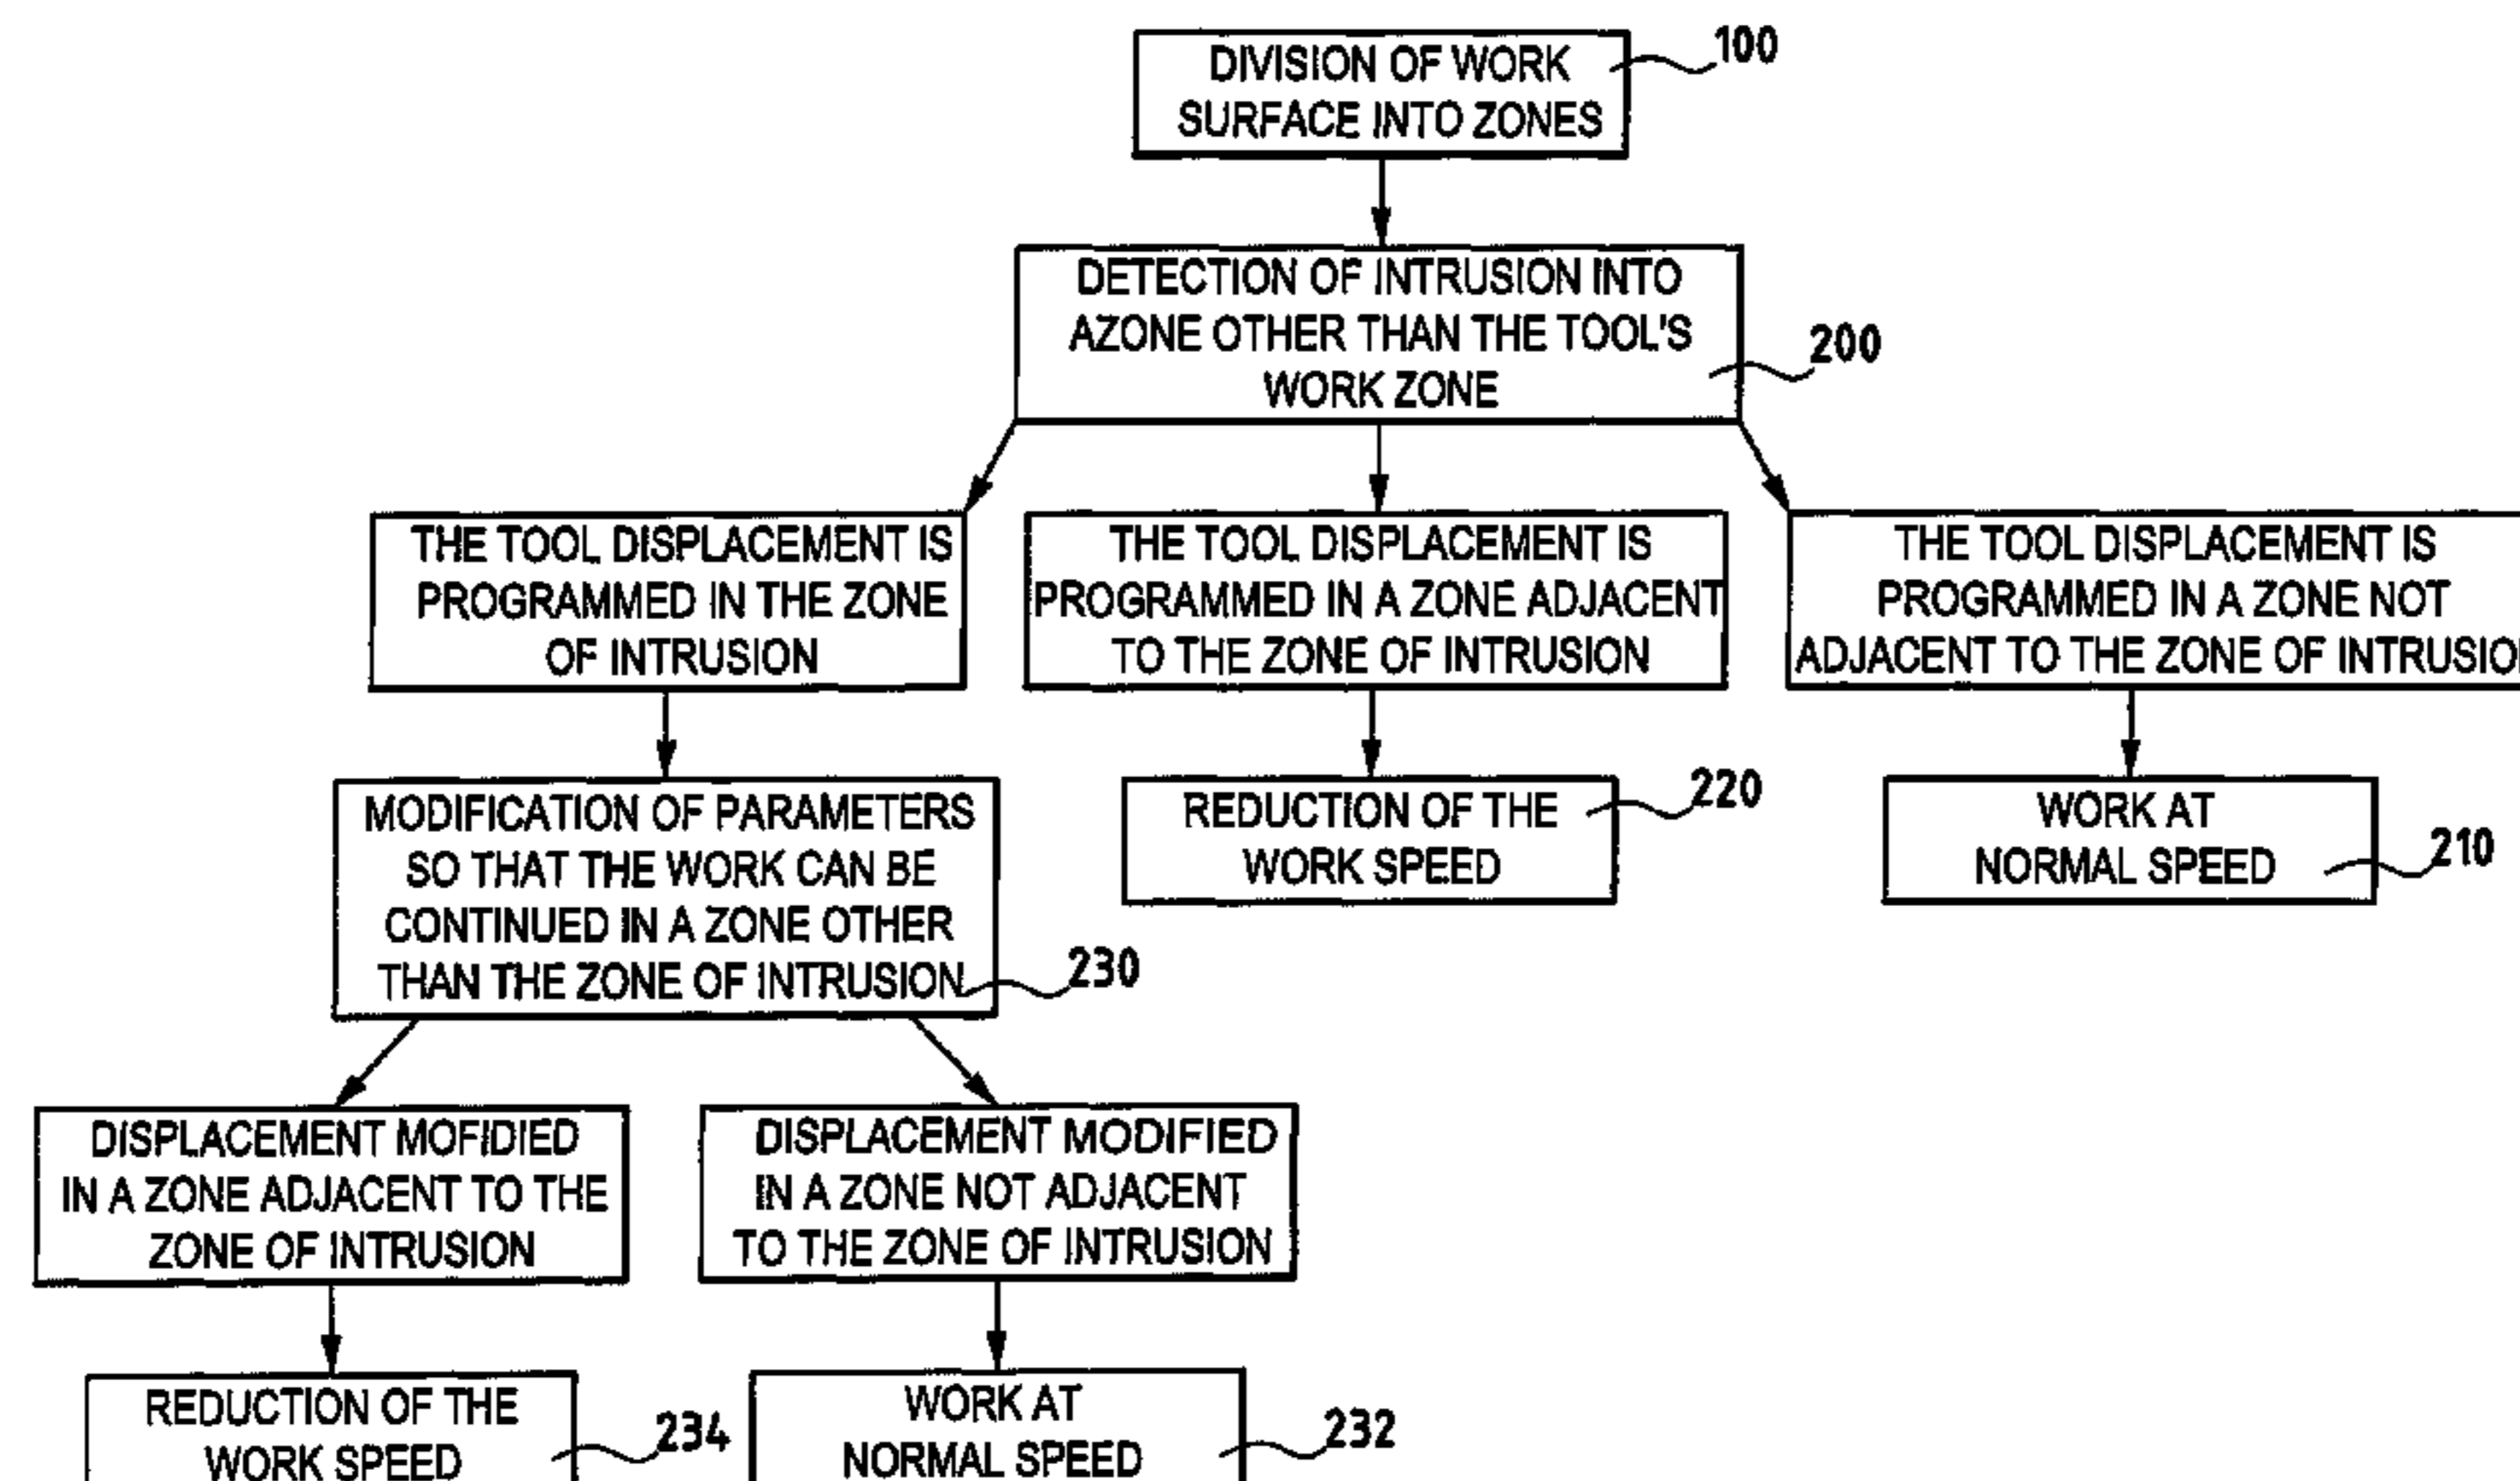 DIVISION OF WORK
SURFACE INTO ZONES
100
DETECTION OF INTRUSION INTO
AZONE OTHER THAN THE TOOL'S
WORK ZONE
200
THE TOOL DISPLACEMENT IS
PROGRAMMED IN THE ZONE
OF INTRUSION
THE TOOL DISPLACEMENT IS
PROGRAMMED IN A ZONE ADJACENT
TO THE ZONE OF INTRUSION
THE TOOL DISPLACEMENT IS
PROGRAMMED IN A ZONE NOT
ADJACENT TO THE ZONE OF INTRUSION
MODIFICATION OF PARAMETERS
SO THAT THE WORK CAN BE
CONTINUED IN A ZONE OTHER
THAN THE ZONE OF INTRUSION
230
REDUCTION OF THE
WORK SPEED
220
WORK AT
NORMAL SPEED
210
DISPLACEMENT MOFIDIED
IN A ZONE ADJACENT TO THE
ZONE OF INTRUSION
DISPLACEMENT MODIFIED
IN A ZONE NOT ADJACENT
TO THE ZONE OF INTRUSION
REDUCTION OF THE
WORK SPEED
234
WORK AT
NORMAL SPEED
232